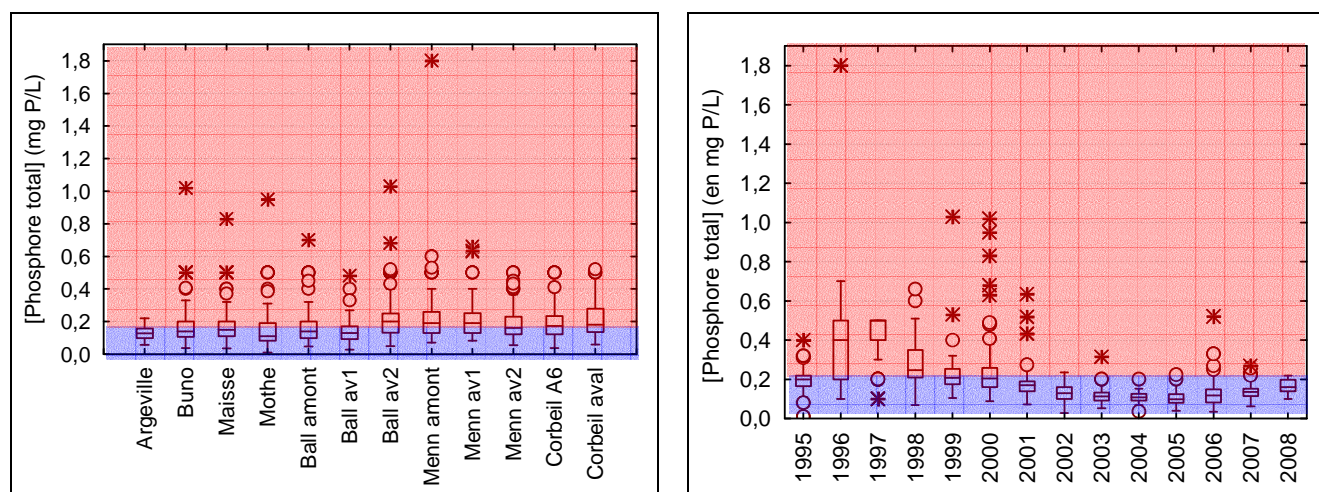 [Phosphore total] (mg P/L)
1,8
1,6
1,4
1,2
1,0
0,8
0,6
0,4
0,2
0,0
Argeville
Buno
Maisse
Mothe
Ball amont
Ball av1
Ball av2
Menn amont
Menn av1
Menn av2
Corbeil A6
Corbeil aval
[Phosphore total] (en mg P/L)
1,8
1,6
1,4
1,2
1,0
0,8
0,6
0,4
0,2
0,0
1995
1996
1997
1998
1999
2000
2001
2002
2003
2004
2005
2006
2007
2008